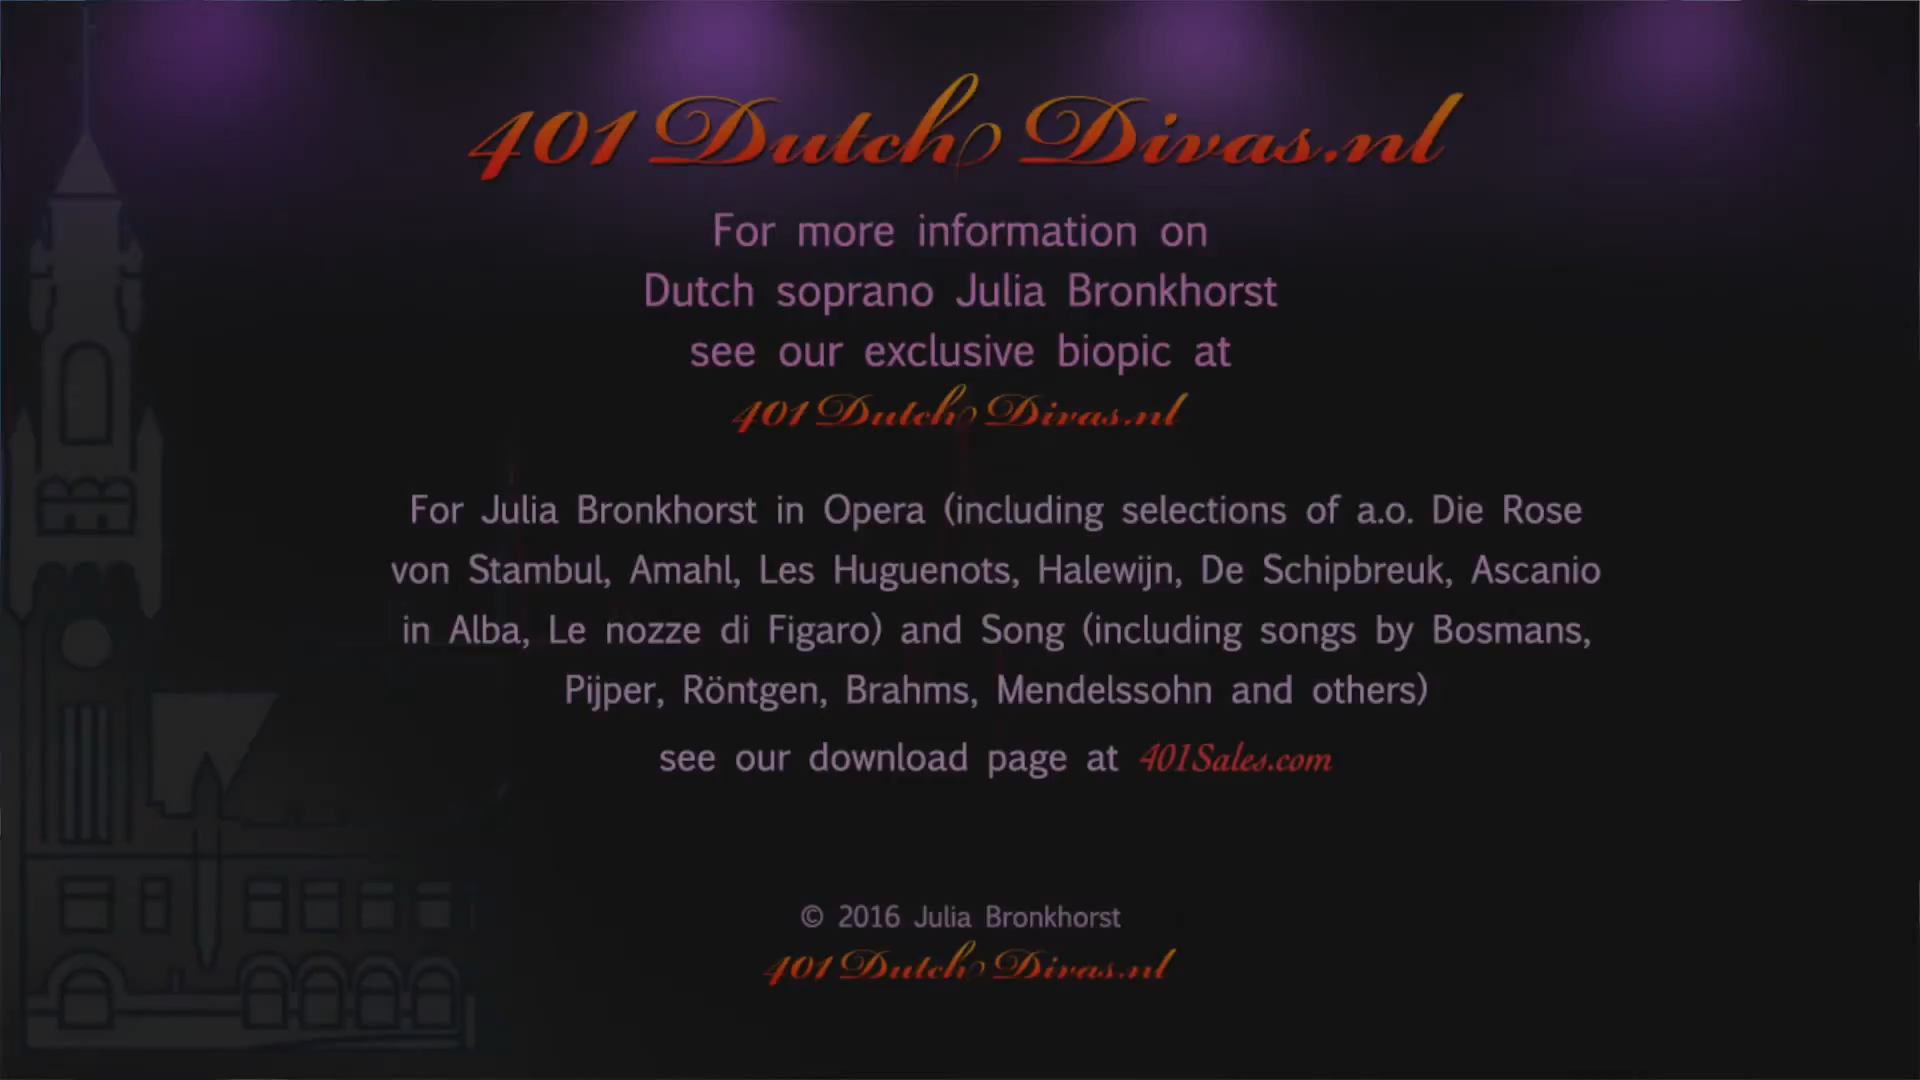 401DutchDivas.nl
For more information on
Dutch soprano Julia Bronkhorst
see our exclusive biopic at
401DutchDivas.nl
For Julia Bronkhorst in Opera (including selections of a.o. Die Rose
von Stambul, Amahl, Les Huguenots, Halewijn, De Schipbreuk, Ascanio
in Alba, Le nozze di Figaro) and Song (including songs by Bosmans,
Pijper, Röntgen, Brahms, Mendelssohn and others)
see our download page at 401Sales.com
© 2016 Julia Bronkhorst
401DutchDivas.nl